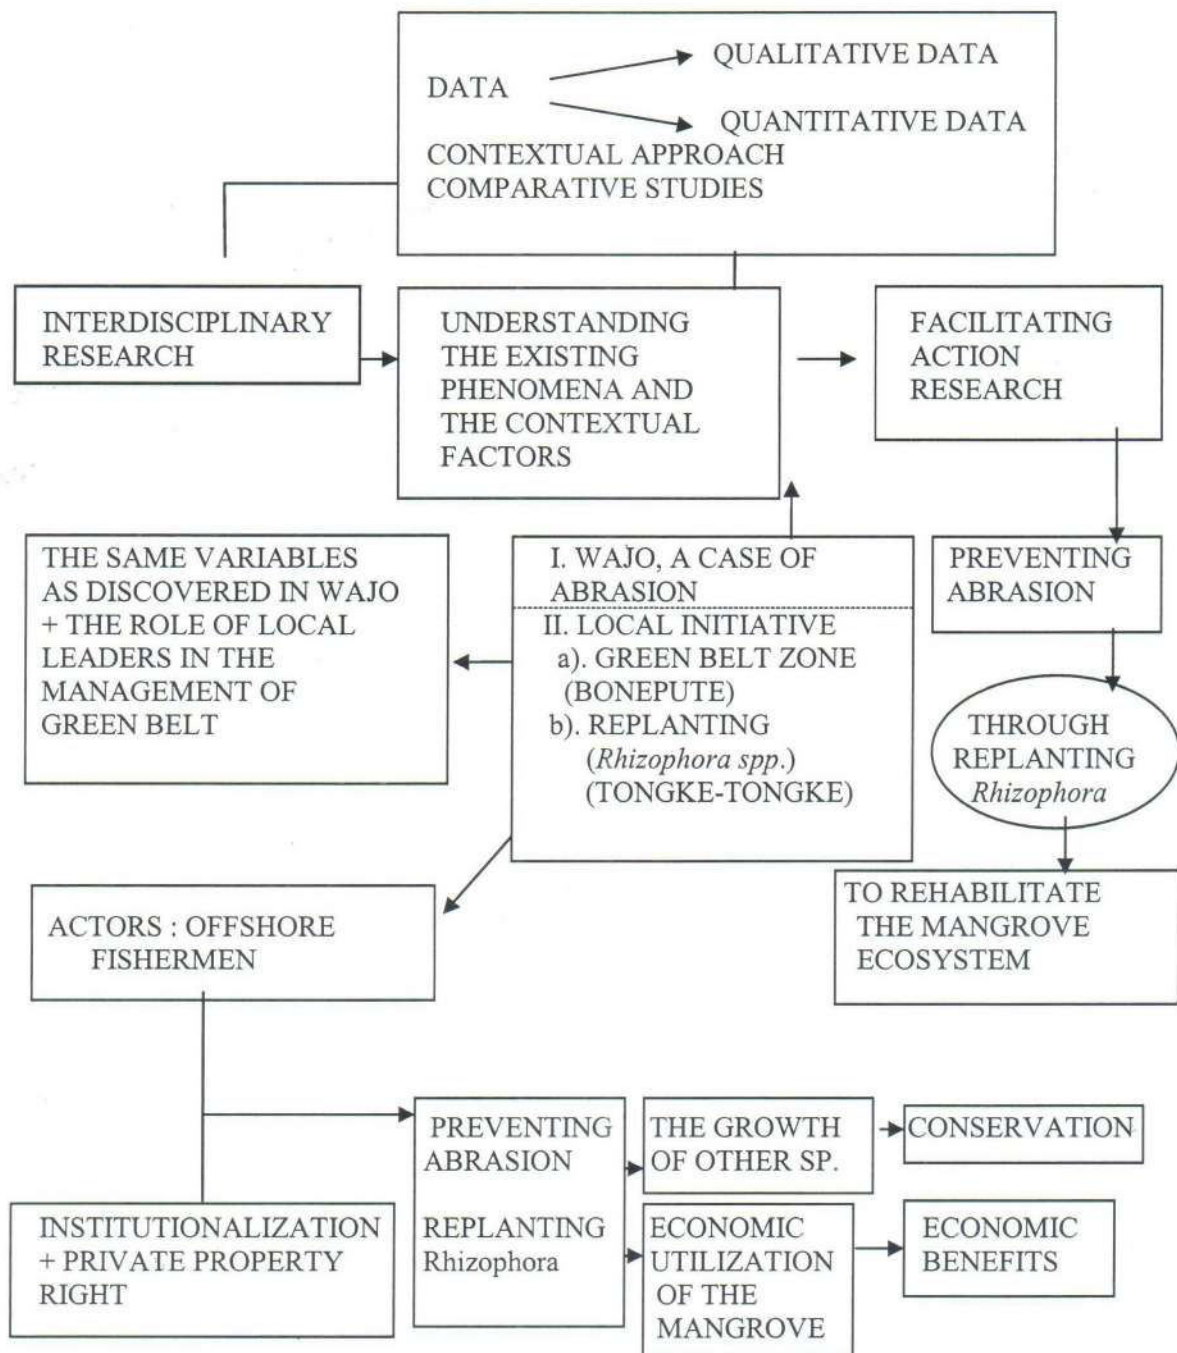 DATA
QUALITATIVE DATA
QUANTITATIVE DATA
CONTEXTUAL APPROACH
COMPARATIVE STUDIES
INTERDISCIPLINARY
RESEARCH
UNDERSTANDING
THE EXISTING
PHENOMENA AND
THE CONTEXTUAL
FACTORS
FACILITATING
ACTION
RESEARCH
THE SAME VARIABLES
AS DISCOVERED IN WAJO
+ THE ROLE OF LOCAL
LEADERS IN THE
MANAGEMENT OF
GREEN BELT
I. WAJO, A CASE OF
ABRASION
II. LOCAL INITIATIVE
a). GREEN BELT ZONE
(BONEPUTE)
b). REPLANTING
(Rhizophora spp.)
(TONGKE-TONGKE)
PREVENTING
ABRASION
THROUGH
REPLANTING
Rhizophora
TO REHABILITATE
THE MANGROVE
ECOSYSTEM
ACTORS : OFFSHORE
FISHERMEN
INSTITUTIONALIZATION
+ PRIVATE PROPERTY
RIGHT
PREVENTING
ABRASION
REPLANTING
Rhizophora
THE GROWTH
OF OTHER SP.
CONSERVATION
ECONOMIC
UTILIZATION
OF THE
MANGROVE
ECONOMIC
BENEFITS